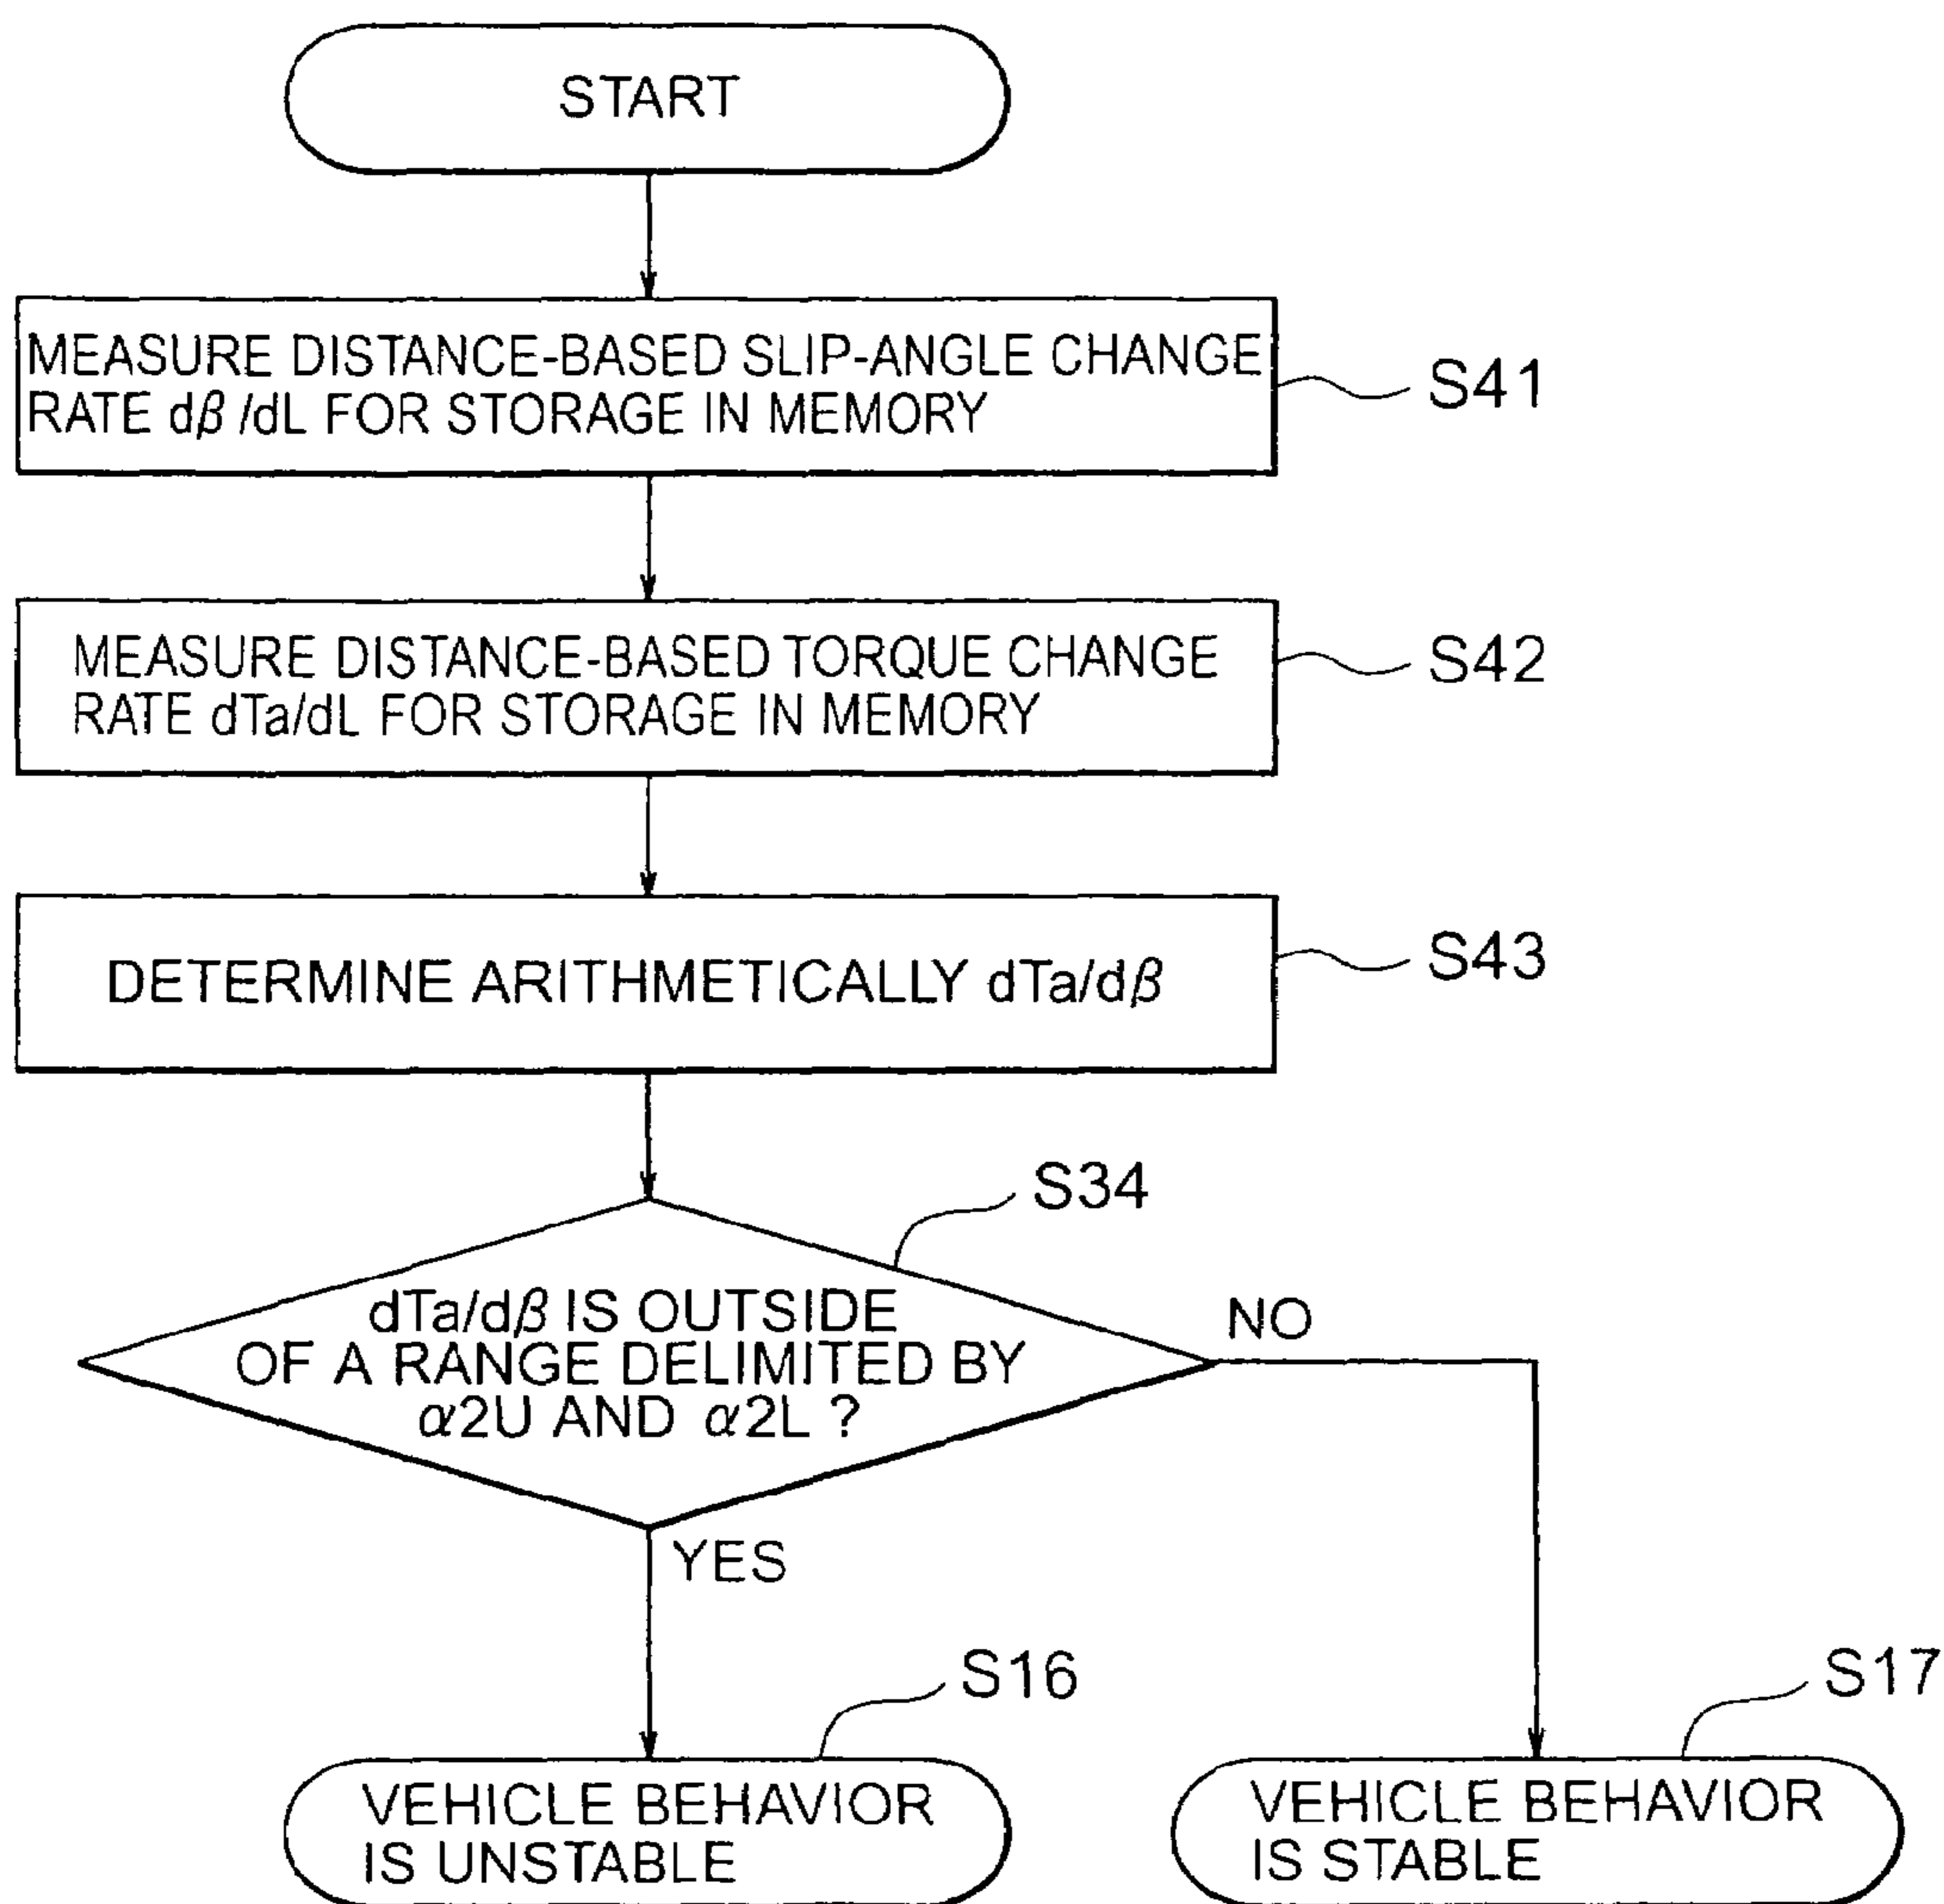 START
MEASURE DISTANCE-BASED SLIP-ANGLE CHANGE
RATE dβ/dL FOR STORAGE IN MEMORY
S41
MEASURE DISTANCE-BASED TORQUE CHANGE
RATE dTa/dL FOR STORAGE IN MEMORY
S42
DETERMINE ARITHMETICALLY dTa/dβ
S43
S34
dTa/dβ IS OUTSIDE
OF A RANGE DELIMITED BY
α2U AND α2L ?
NO
YES
S16
VEHICLE BEHAVIOR
IS UNSTABLE
S17
VEHICLE BEHAVIOR
IS STABLE